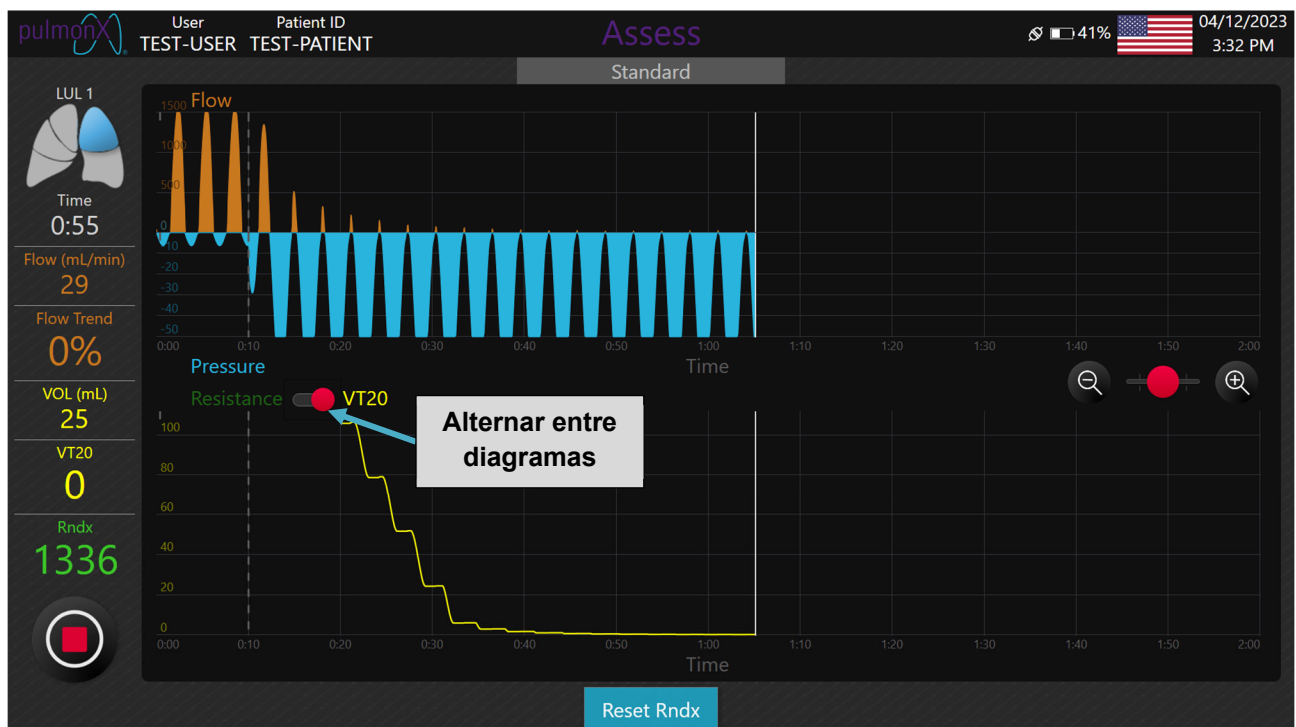 pulmonX
User
TEST-USER
Patient ID
TEST-PATIENT
Assess
41%
04/12/2023
3:32 PM
Standard
LUL 1
Time
0:55
Flow (mL/min)
29
Flow Trend
0%
VOL (mL)
25
VT20
0
Rndx
1336
Flow
1500
1000
500
0
-10
-20
-30
-40
-50
0:00 0:10 0:20 0:30 0:40 0:50 1:00 1:10 1:20 1:30 1:40 1:50 2:00
Pressure
Time
Resistance VT20
Alternar entre
diagramas
100
80
60
40
20
0
0:00 0:10 0:20 0:30 0:40 0:50 1:00 1:10 1:20 1:30 1:40 1:50 2:00
Time
Reset Rndx